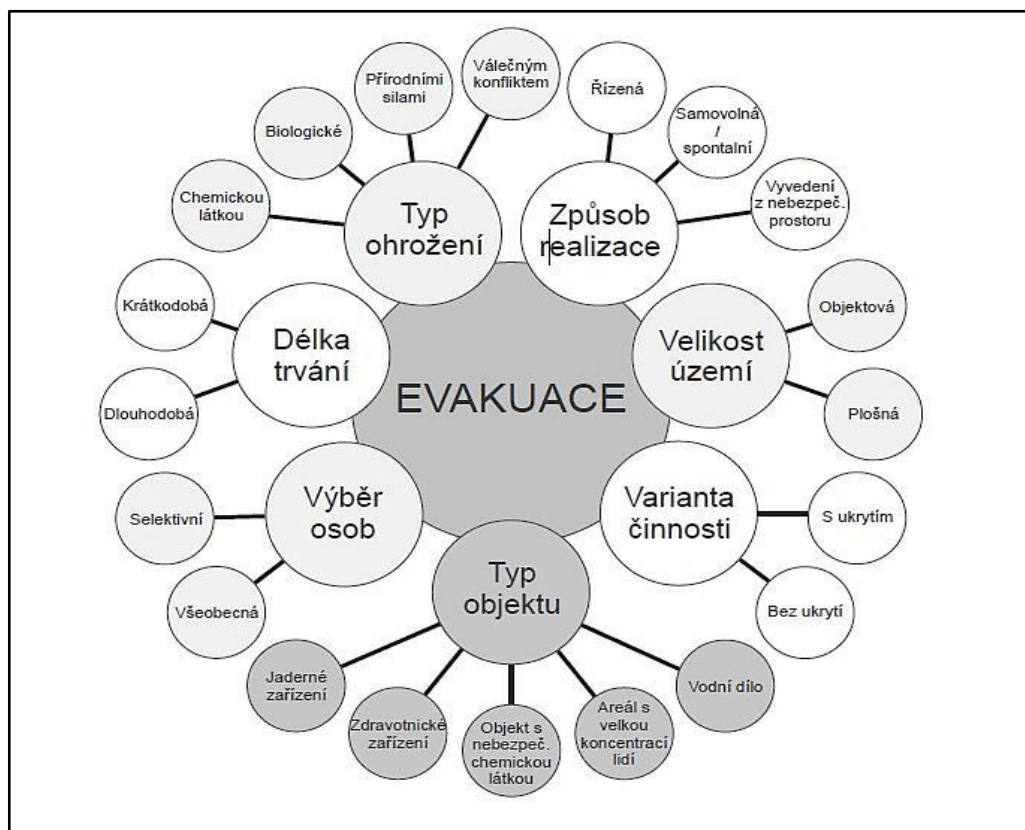 EVAKUACE
Typ
ohrožení
Chemickou
látkou
Biologické
Přírodními
silami
Válečným
konfliktem
Způsob
realizace
Řízená
Samovolná
/
spontalní
Vyvedení
z nebezpeč.
prostoru
Velikost
území
Objektová
Plošná
Varianta
činnosti
S ukrytím
Bez ukrytí
Typ
objektu
Vodní dílo
Areál s
velkou
koncentrací
lidí
Objekt s
nebezpeč.
chemickou
látkou
Zdravotnické
zařízení
Jaderné
zařízení
Výběr
osob
Všeobecná
Selektivní
Délka
trvání
Dlouhodobá
Krátkodobá